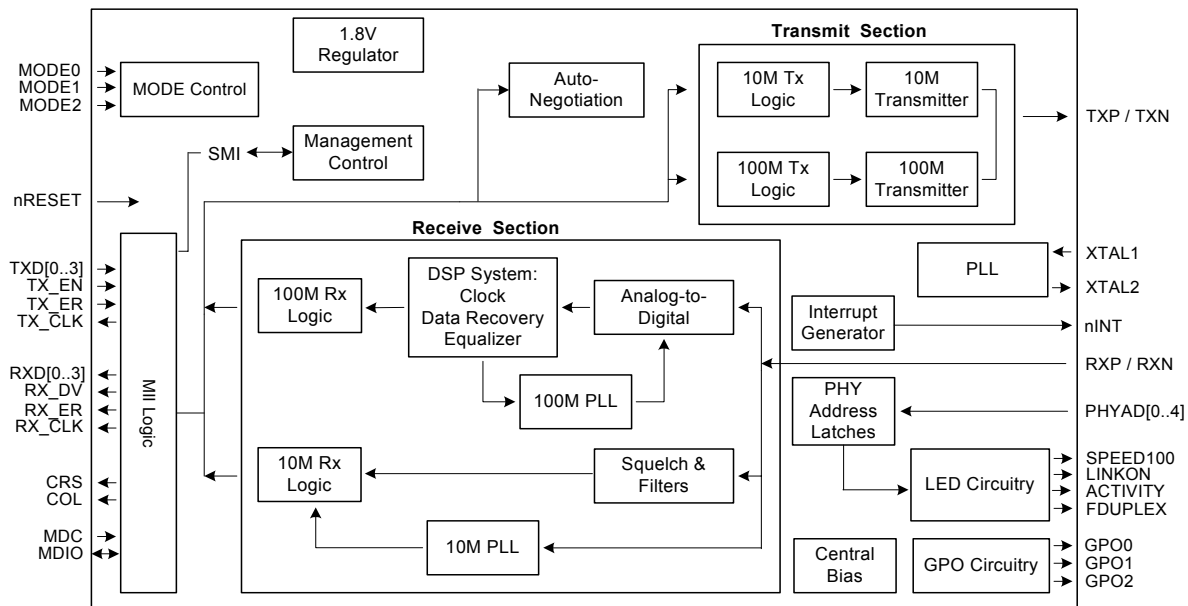 1.8V
Regulator
Transmit Section
MODE0
MODE1
MODE2
MODE Control
Auto-
Negotiation
10M Tx
Logic
10M
Transmitter
TXP / TXN
SMI
Management
Control
100M Tx
Logic
100M
Transmitter
nRESET
Receive Section
MII Logic
TXD[0..3]
TX_EN
TX_ER
TX_CLK
100M Rx
Logic
DSP System:
Clock
Data Recovery
Equalizer
Analog-to-
Digital
PLL
XTAL1
XTAL2
Interrupt
Generator
nINT
RXP / RXN
RXD[0..3]
RX_DV
RX_ER
RX_CLK
100M PLL
PHY
Address
Latches
PHYAD[0..4]
10M Rx
Logic
Squelch &
Filters
LED Circuitry
SPEED100
LINKON
ACTIVITY
FDUPLEX
CRS
COL
MDC
MDIO
10M PLL
Central
Bias
GPO Circuitry
GPO0
GPO1
GPO2